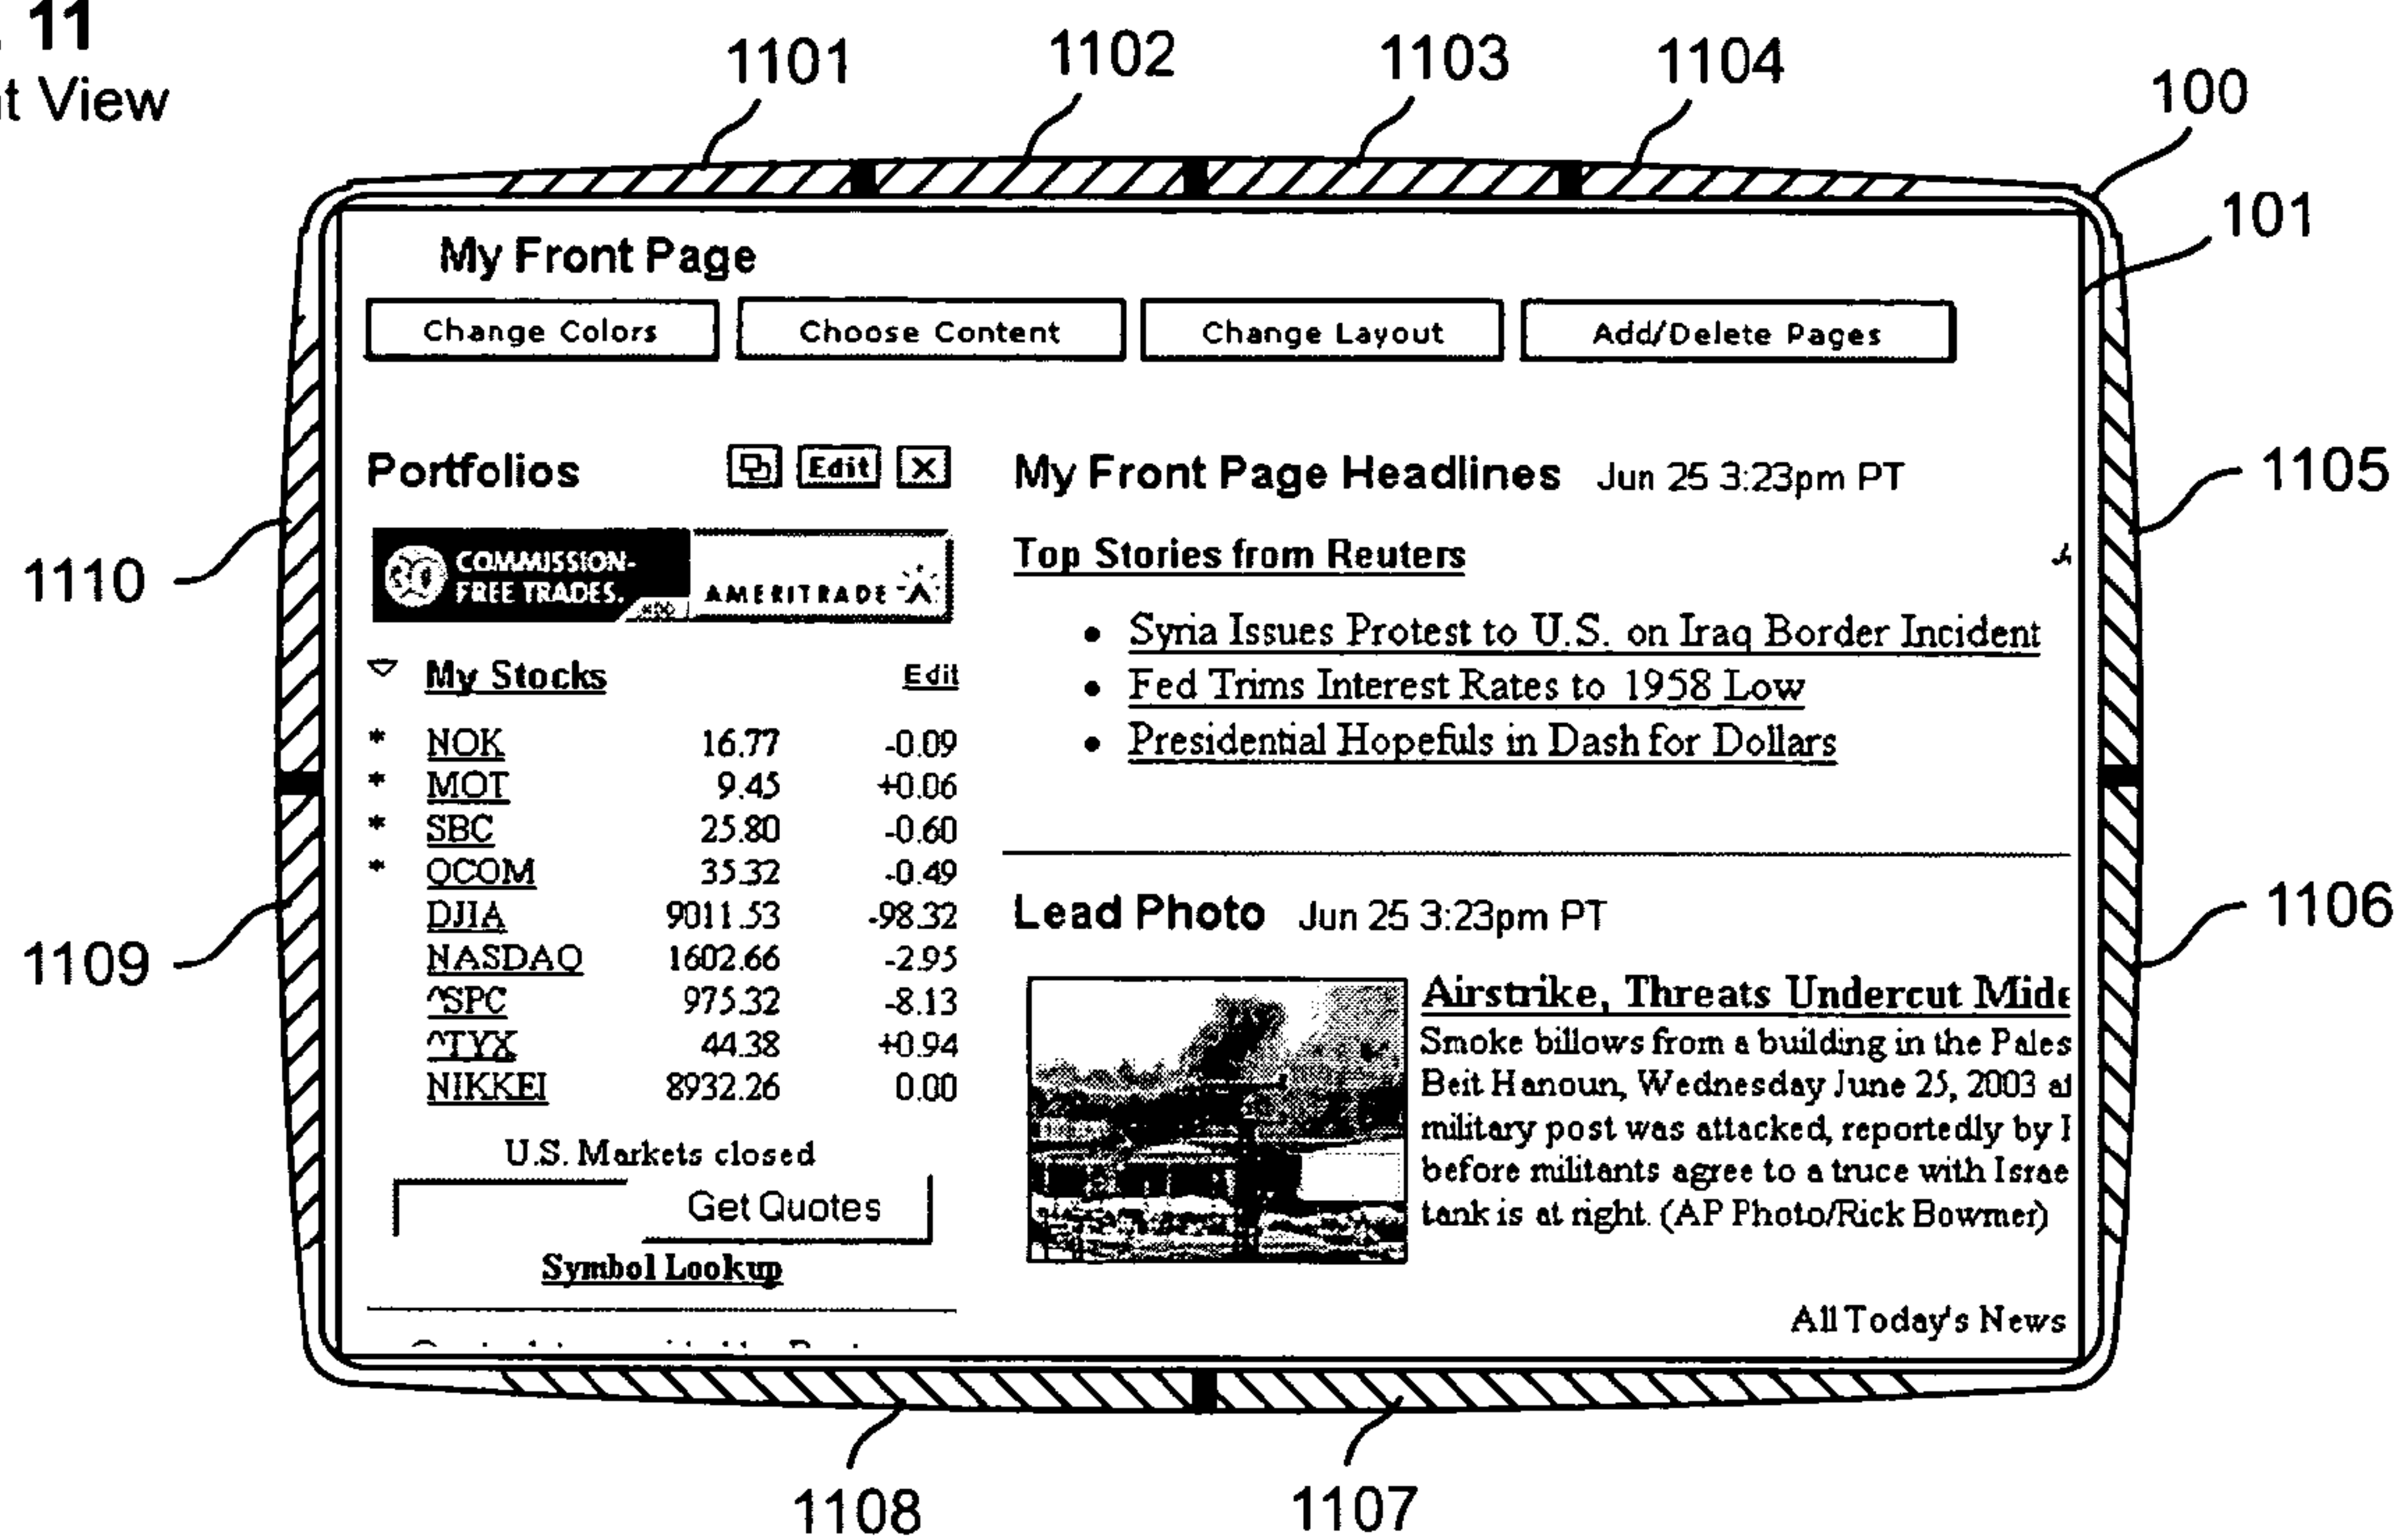 . 11
t View
1101
1102
1103
1104
100
101
My Front Page
Change Colors Choose Content Change Layout Add/Delete Pages
Portfolios Edit X
COMMISSION-
FREE TRADES.
AMERITRADE
My Stocks Edit
* NOK 16.77 -0.09
* MOT 9.45 +0.06
* SBC 25.80 -0.60
* QCOM 35.32 -0.49
DJIA 9011.53 -98.32
NASDAQ 1602.66 -2.95
^SPC 975.32 -8.13
^TYX 44.38 +0.94
NIKKEI 8932.26 0.00
U.S. Markets closed
Get Quotes
Symbol Lookup
My Front Page Headlines Jun 25 3:23pm PT
Top Stories from Reuters
• Syria Issues Protest to U.S. on Iraq Border Incident
• Fed Trims Interest Rates to 1958 Low
• Presidential Hopefuls in Dash for Dollars
Lead Photo Jun 25 3:23pm PT
Airstrike, Threats Undercut Mide
Smoke billows from a building in the Pales
Beit Hanoun, Wednesday June 25, 2003
military post was attacked, reportedly by I
before militants agree to a truce with Israe
tank is at right. (AP Photo/Rick Bowmer)
All Today's News
1105
1106
1107
1108
1109
1110